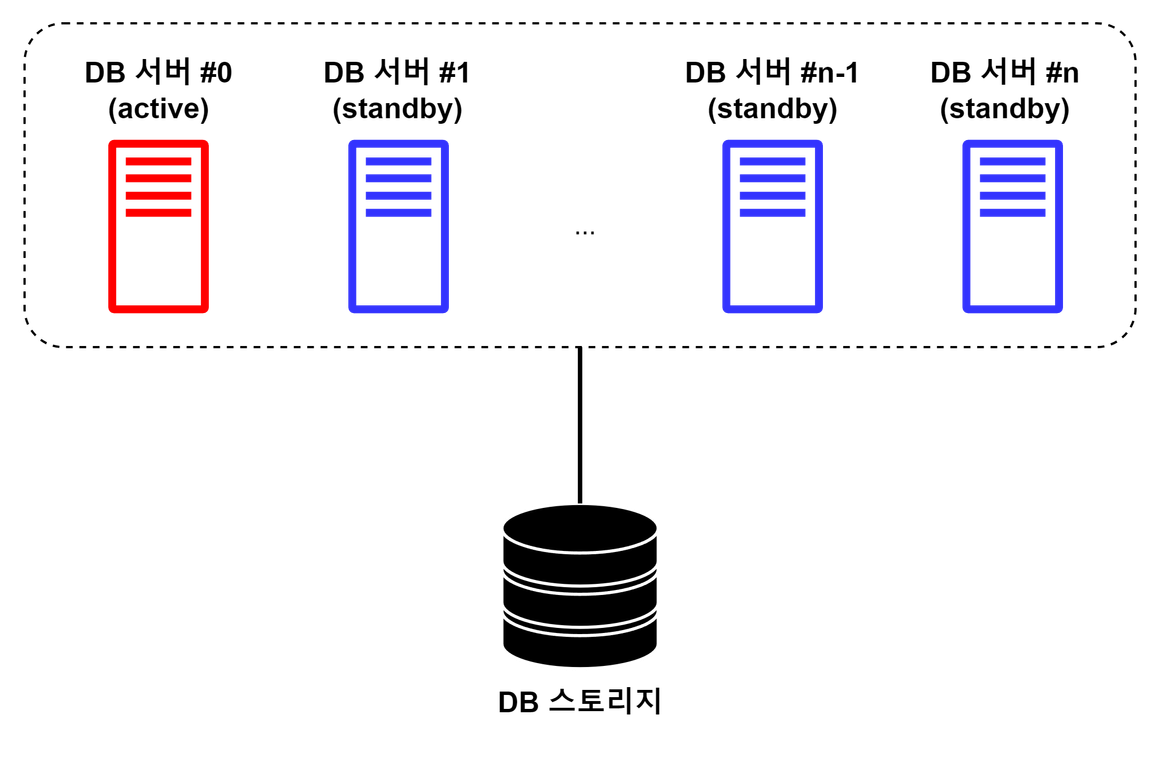 DB 서버 #0
(active)
DB 서버 #1
(standby)
...
DB 서버 #n-1
(standby)
DB 서버 #n
(standby)
DB 스토리지